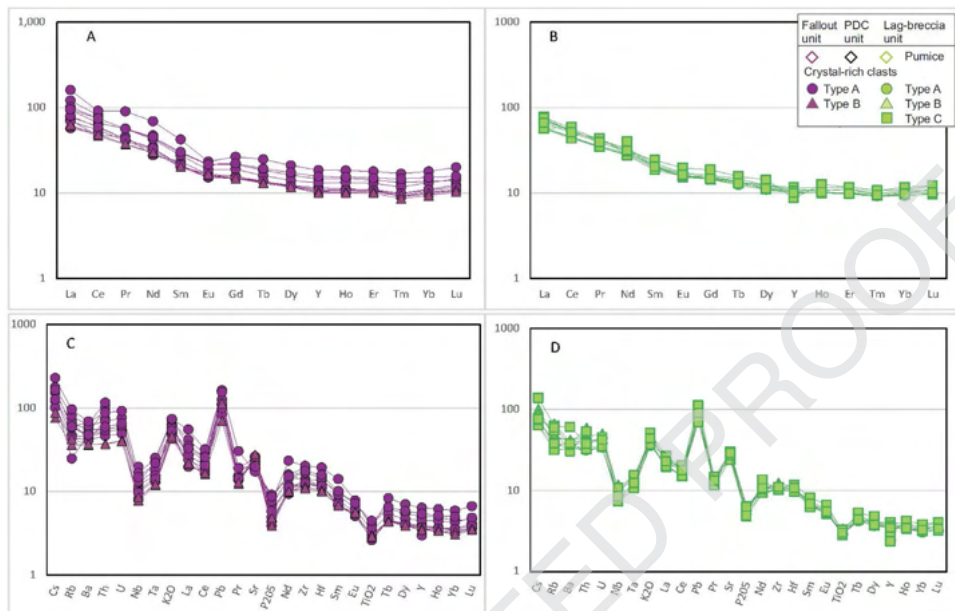 A
1,000
100
10
1
La Ce Pr Nd Sm Eu Gd Tb Dy Y Ho Er Tm Yb Lu
B
1000
100
10
1
La Ce Pr Nd Sm Eu Gd Tb Dy Y Ho Er Tm Yb Lu
Fallout unit PDC unit Lag-breccia unit
Pumice
Crystal-rich clasts
Type A Type A
Type B Type B
Type C
C
1000
100
10
1
Cs Rb Ba Th U Nb Ta K2O La Ce Pb Pr Sr P2O5 Nd Zr Hf Sm Eu TiO2 Tb Dy Y Ho Yb Lu
D
1000
100
10
1
Cs Rb Ba Th U Nb Ta K2O La Ce Pb Pr Sr P2O5 Nd Zr Hf Sm Eu TiO2 Tb Dy Y Ho Yb Lu
TED PROOF